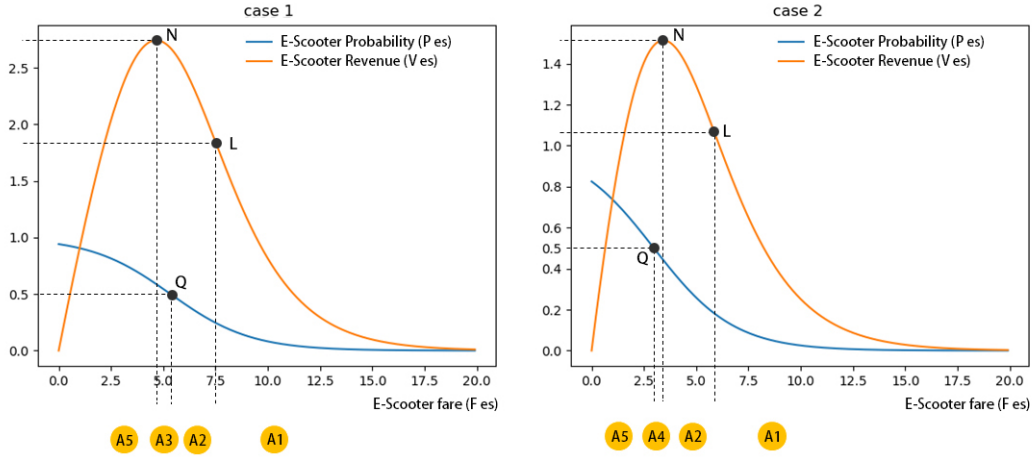 case 1
case 2
N
E-Scooter Probability (P es)
E-Scooter Revenue (V es)
2.5
2.0
1.5
1.0
0.5
0.0
L
Q
0.0 2.5 5.0 7.5 10.0 12.5 15.0 17.5 20.0
E-Scooter fare (F es)
A5 A3 A2 A1
N
E-Scooter Probability (P es)
E-Scooter Revenue (V es)
1.4
1.2
1.0
0.8
0.6
0.5
0.4
0.2
0.0
L
Q
0.0 2.5 5.0 7.5 10.0 12.5 15.0 17.5 20.0
E-Scooter fare (F es)
A5 A4 A2 A1